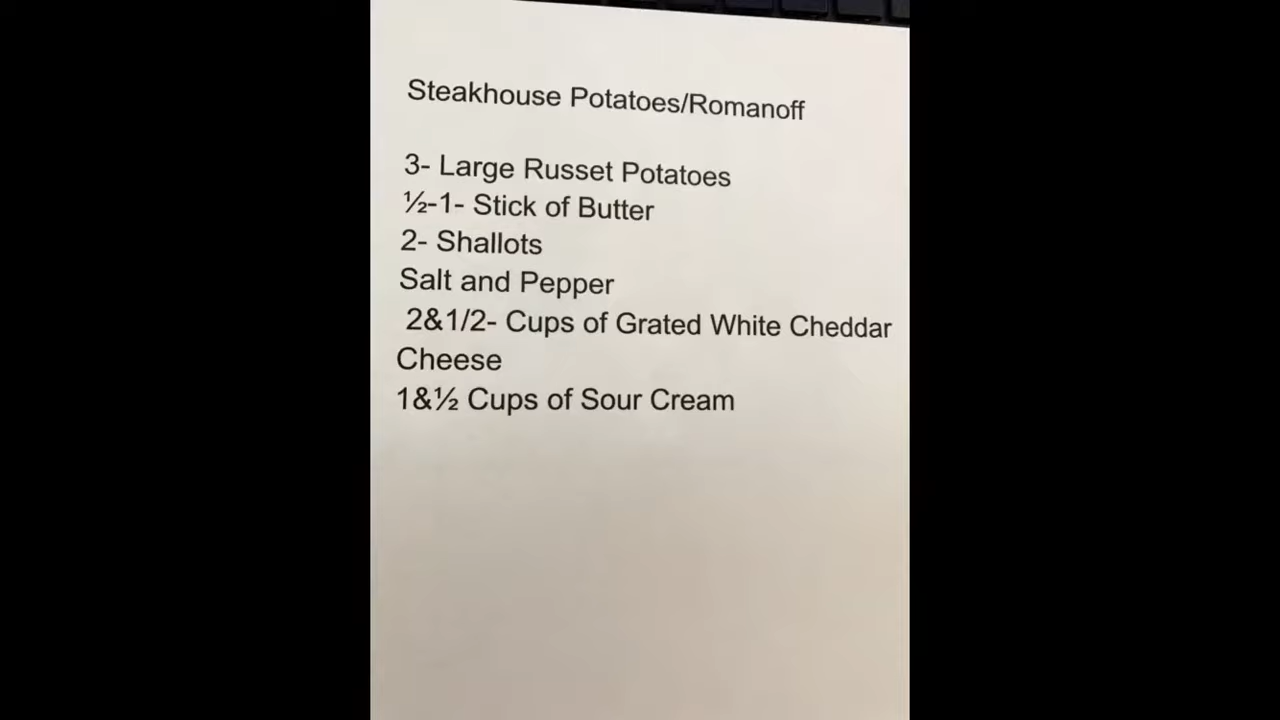 Steakhouse Potatoes/Romanoff
3- Large Russet Potatoes
½-1- Stick of Butter
2- Shallots
Salt and Pepper
2&1/2- Cups of Grated White Cheddar
Cheese
1&½ Cups of Sour Cream